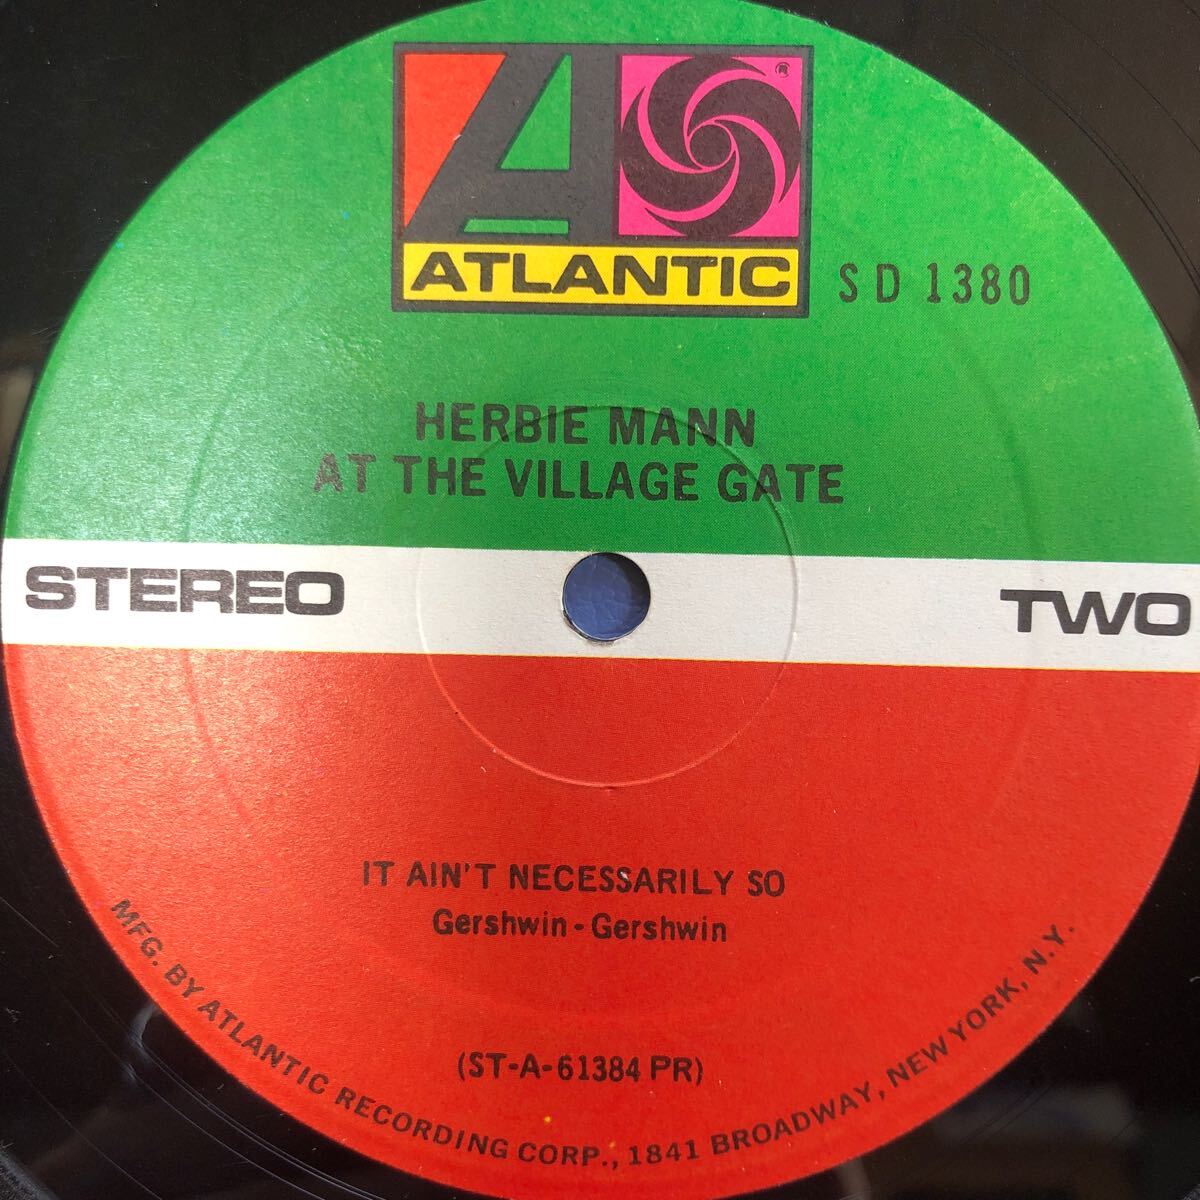 ATLANTIC
®
SD 1380
HERBIE MANN
AT THE VILLAGE GATE
STEREO
TWO
IT AIN'T NECESSARILY SO
Gershwin - Gershwin
(ST-A-61384 PR)
MFG. BY ATLANTIC RECORDING CORP., 1841 BROADWAY, NEW YORK, N.Y.